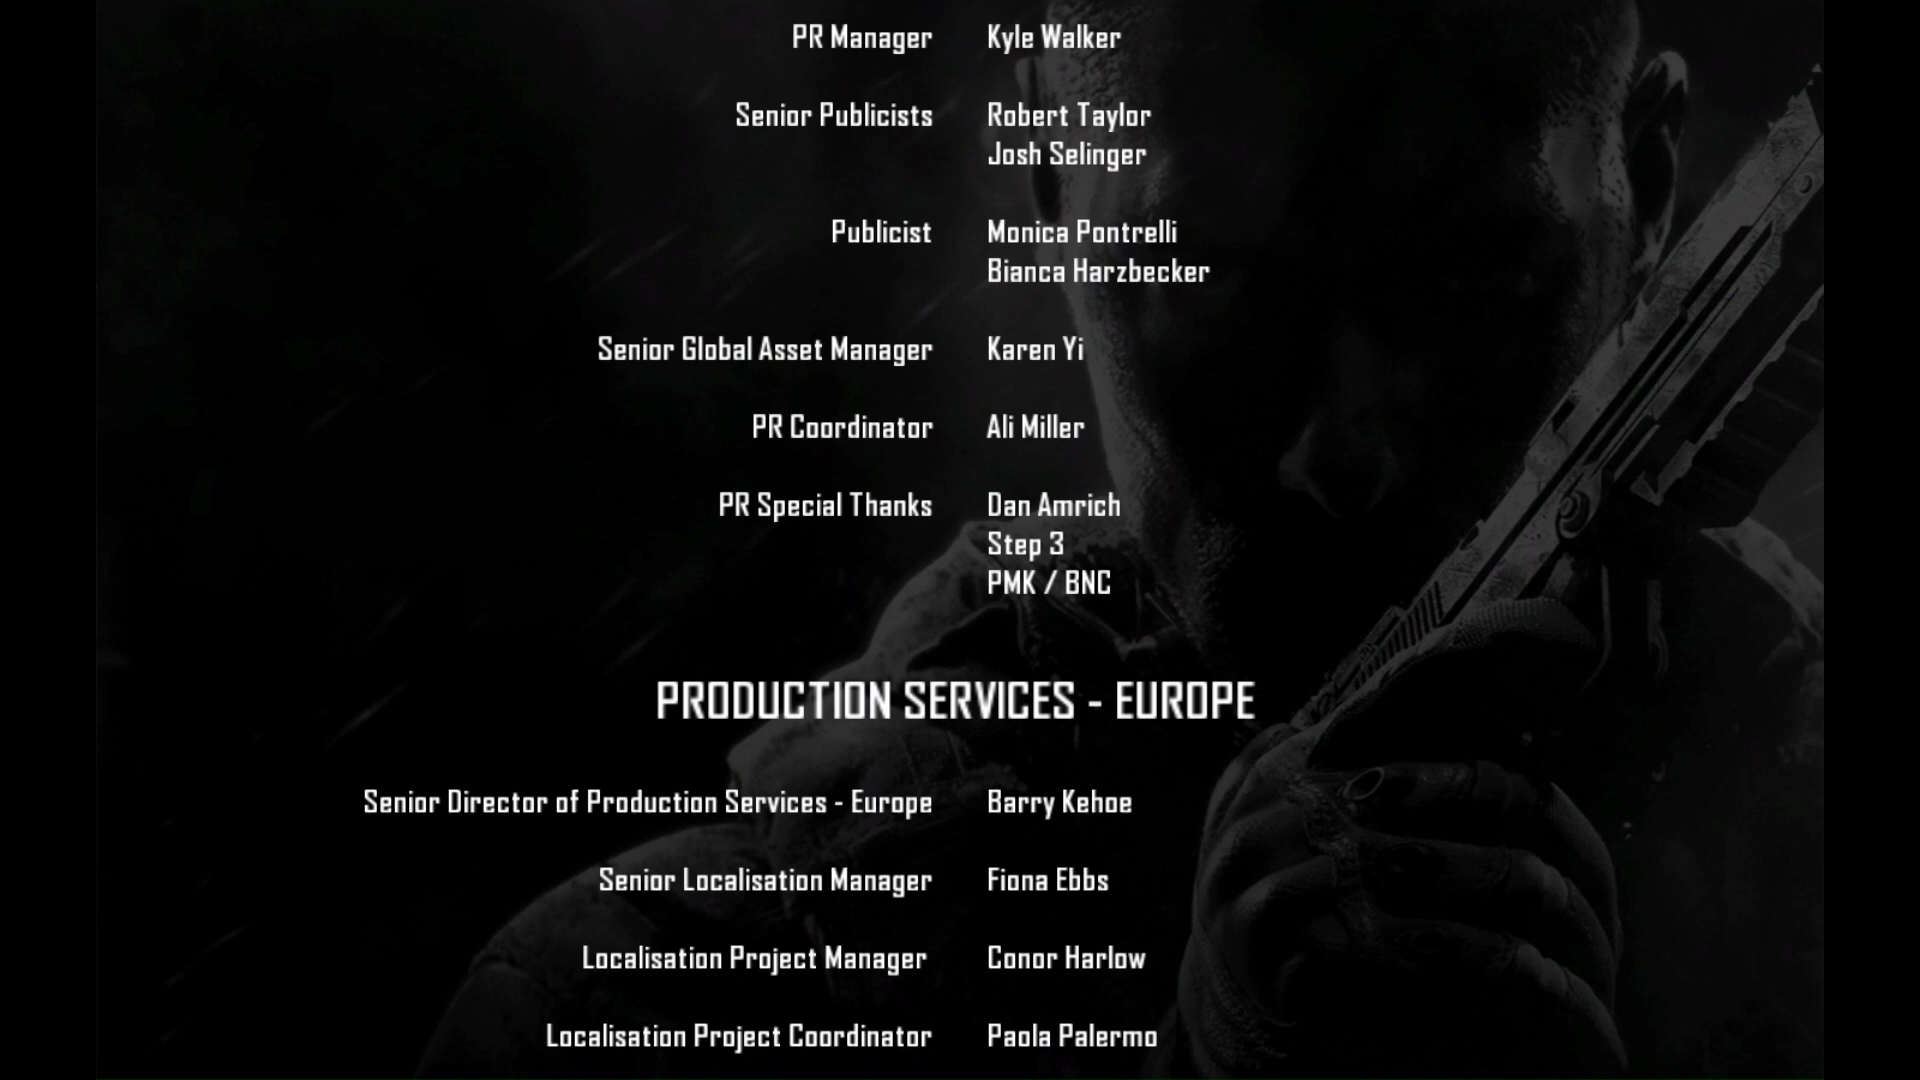 PR Manager Kyle Walker
Senior Publicists Robert Taylor
Josh Selinger
Publicist Monica Pontrelli
Bianca Harzbecker
Senior Global Asset Manager Karen Yi
PR Coordinator Ali Miller
PR Special Thanks Dan Amrich
Step 3
PMK / BNC
PRODUCTION SERVICES - EUROPE
Senior Director of Production Services - Europe Barry Kehoe
Senior Localisation Manager Fiona Ebbs
Localisation Project Manager Conor Harlow
Localisation Project Coordinator Paola Palermo